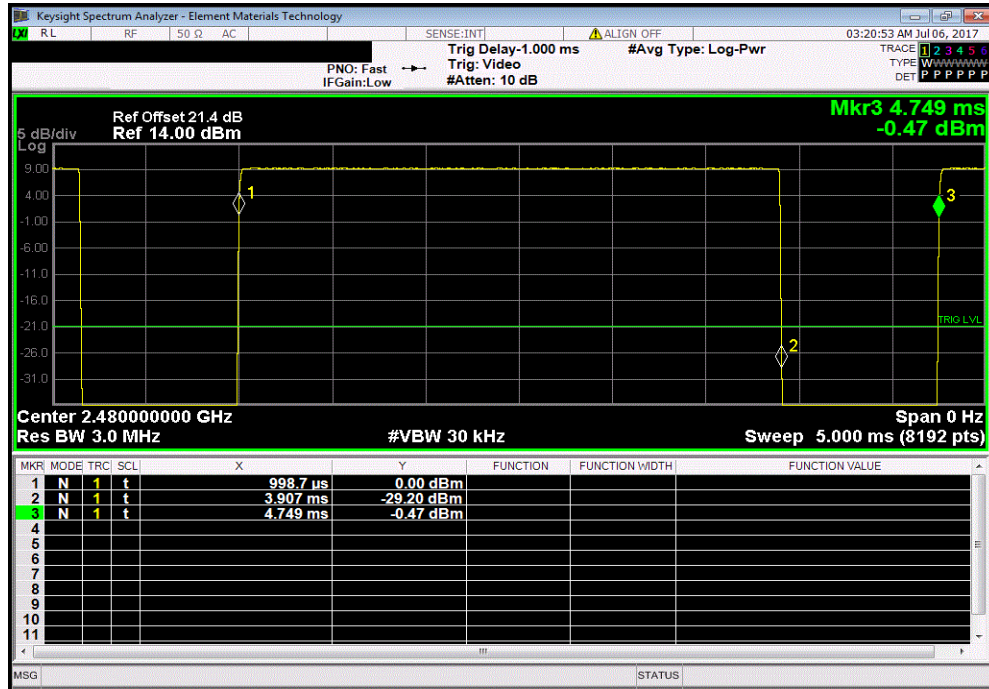 Keysight Spectrum Analyzer - Element Materials Technology
LXI RL RF 50 Ω AC SENSE:INT ALIGN OFF 03:20:53 AM Jul 06, 2017
Trig Delay-1.000 ms #Avg Type: Log-Pwr TRACE 1 2 3 4 5 6
PNO: Fast Trig: Video TYPE WWWWWW
IFGain:Low #Atten: 10 dB DET P P P P P P
Mkr3 4.749 ms
Ref Offset 21.4 dB
5 dB/div Ref 14.00 dBm -0.47 dBm
Log
9.00
4.00 1 3
-1.00
-6.00
-11.0
-16.0
-21.0 TRIG LVL
-26.0 2
-31.0
Center 2.480000000 GHz Span 0 Hz
Res BW 3.0 MHz #VBW 30 kHz Sweep 5.000 ms (8192 pts)
MKR MODE TRC SCL X Y FUNCTION FUNCTION WIDTH FUNCTION VALUE
1 N 1 t 998.7 µs 0.00 dBm
2 N 1 t 3.907 ms -29.20 dBm
3 N 1 t 4.749 ms -0.47 dBm
4
5
6
7
8
9
10
11
MSG STATUS